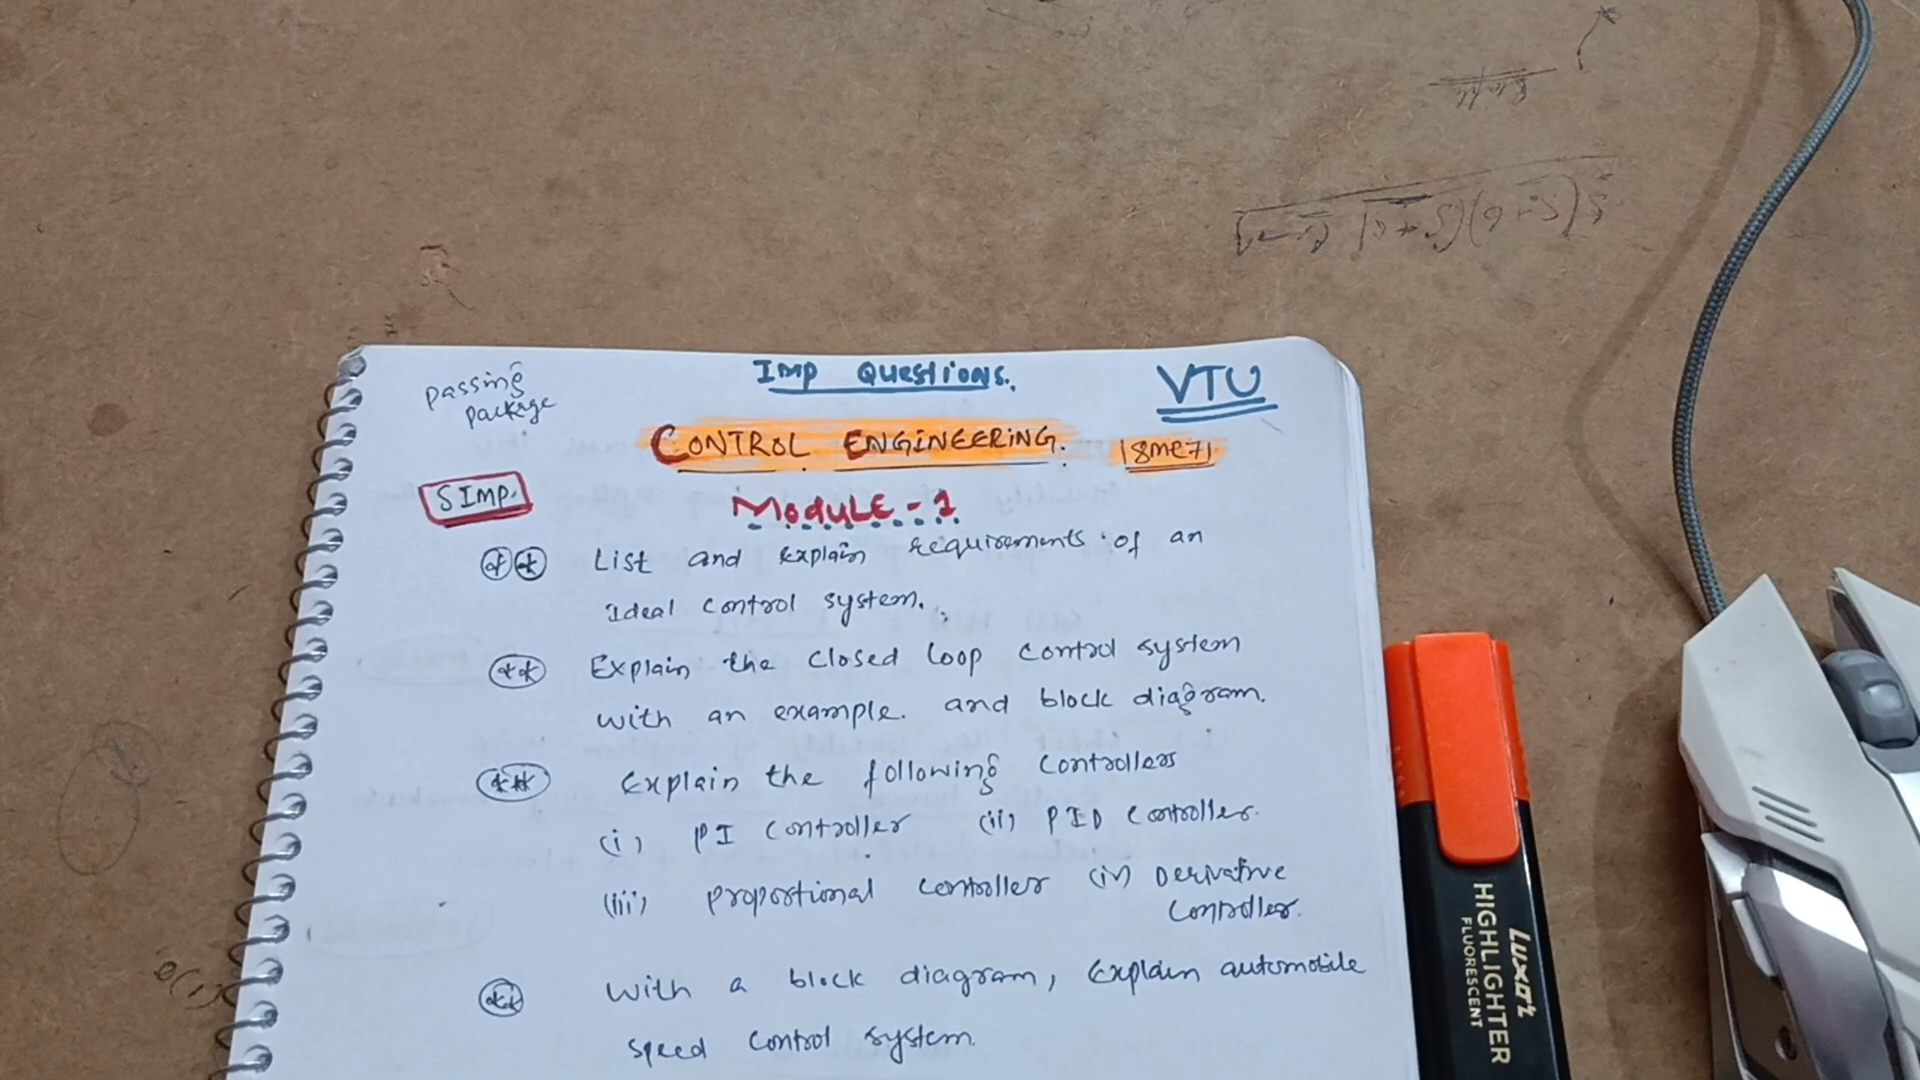 passing
package
Imp Questions.
VTU
CONTROL ENGINEERING. 18me71
SIMP.
Module-1
List and explain requirements of an
Ideal control system.
Explain the closed loop control system
with an example. and block diagram.
explain the following controllers
(i) PI controller (ii) PID controller.
(iii) proportional controller (iv) Derivative
controller.
with a block diagram, explain automobile
speed control system.
Luxor
HIGHLIGHTER
FLUORESCENT